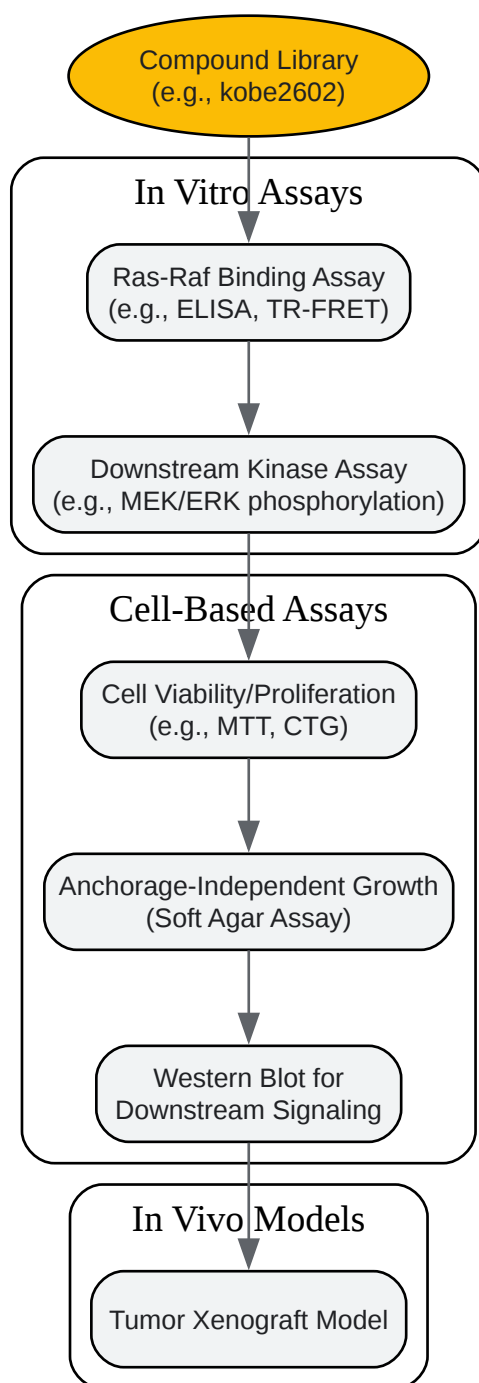 Compound Library
(e.g., kobe2602)
In Vitro Assays
Ras-Raf Binding Assay
(e.g., ELISA, TR-FRET)
Downstream Kinase Assay
(e.g., MEK/ERK phosphorylation)
Cell-Based Assays
Cell Viability/Proliferation
(e.g., MTT, CTG)
Anchorage-Independent Growth
(Soft Agar Assay)
Western Blot for
Downstream Signaling
In Vivo Models
Tumor Xenograft Model